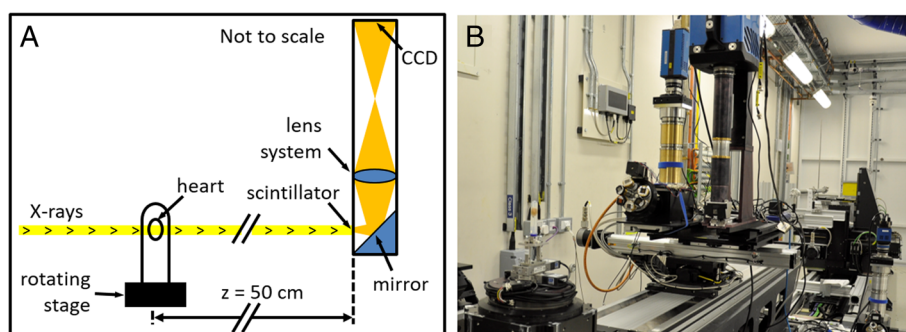 A
Not to scale
CCD
lens
system
scintillator
heart
X-rays
> > > > > > > > > > >
mirror
rotating
stage
z = 50 cm
B